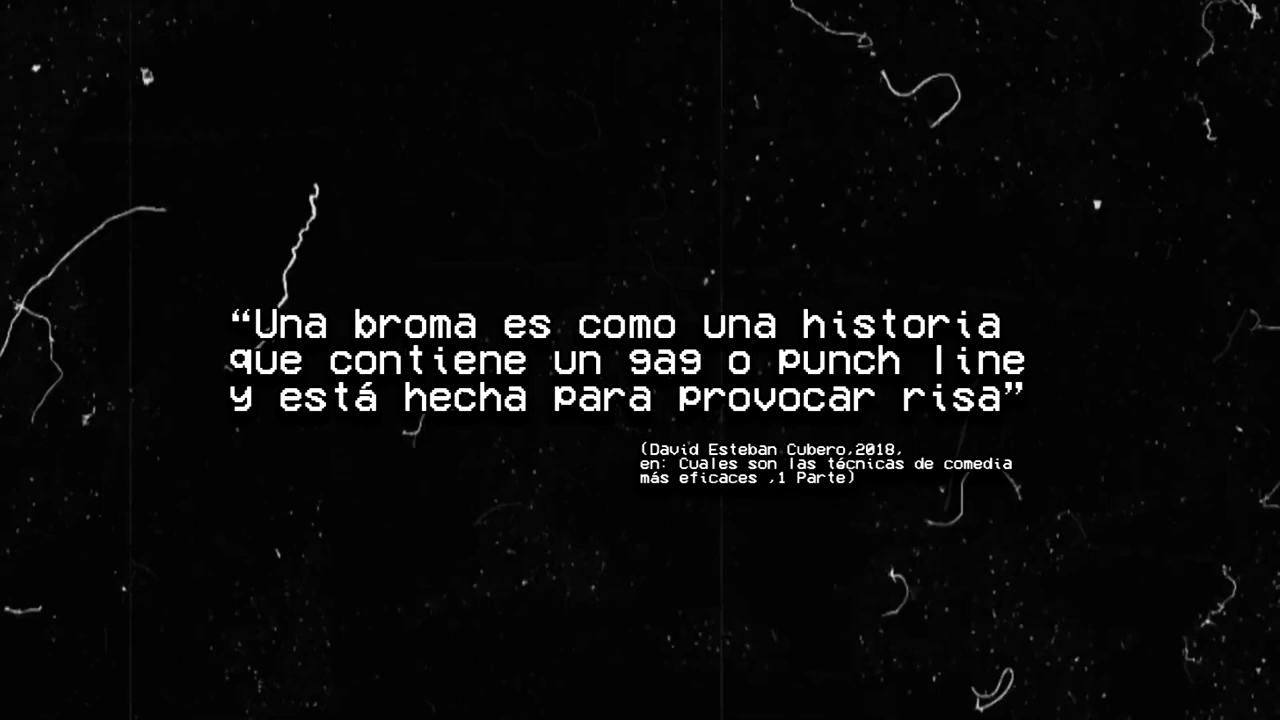 “Una broma es como una historia
que contiene un gag o punch line
y está hecha para provocar risa”
(David Esteban Cubero,2018,
en: Cuales son las técnicas de comedia
más eficaces ,1 Parte)